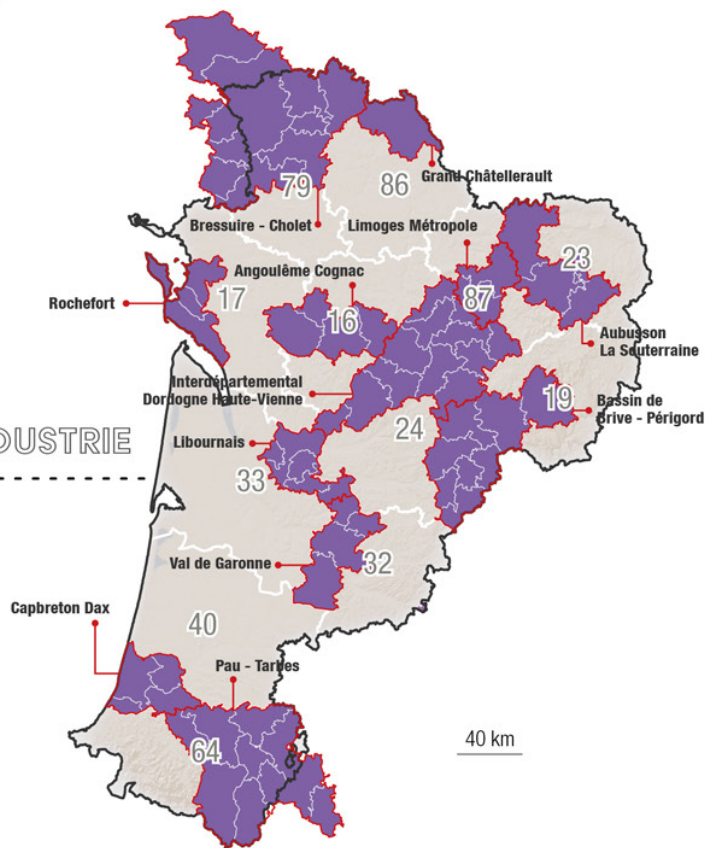 79
86
Grand Châtellerault
Bressuire - Cholet
Limoges Métropole
23
Angoulême Cognac
17
87
Rochefort
16
Aubusson
La Souterraine
Interdépartemental
Dordogne Haute-Vienne
19
Bassin de
Brive - Périgord
24
Libournais
DUSTRIE
33
Val de Garonne
32
Capbreton Dax
40
Pau - Tarbes
64
40 km